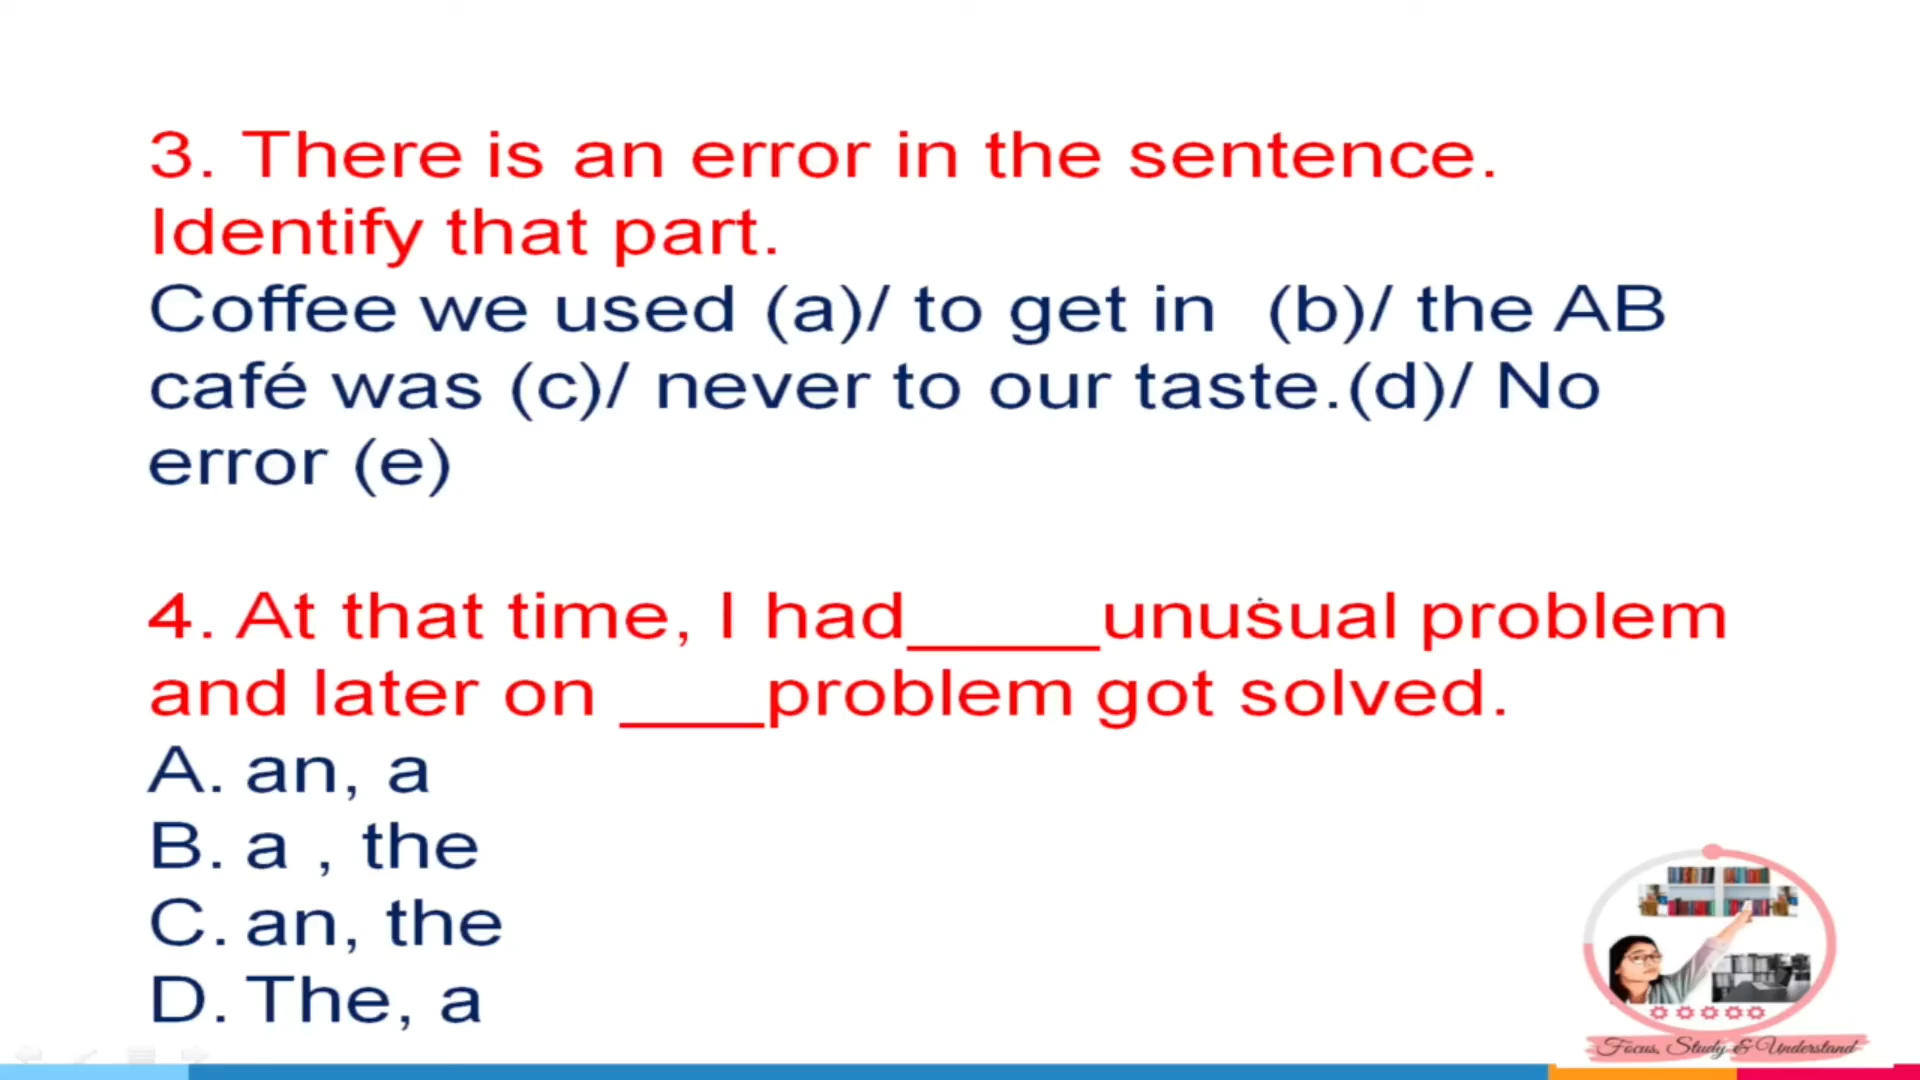 3. There is an error in the sentence.
Identify that part.
Coffee we used (a)/ to get in  (b)/ the AB
café was (c)/ never to our taste.(d)/ No
error (e)
4. At that time, I had_____unusual problem
and later on ____problem got solved.
A. an, a
B. a , the
C. an, the
D. The, a
Focus, Study & Understand